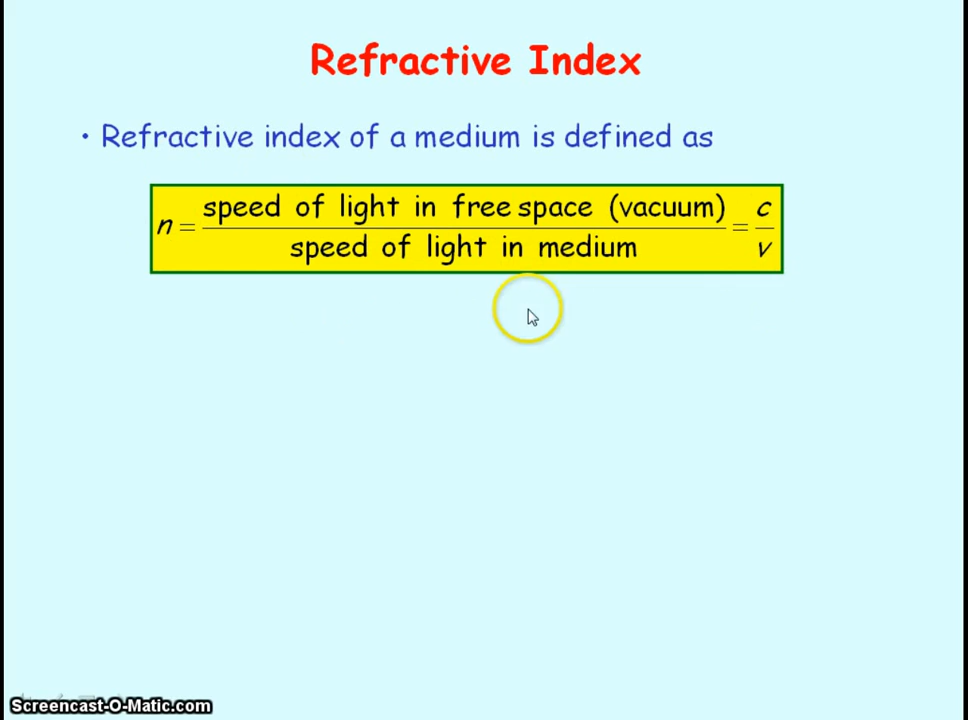 Refractive Index
• Refractive index of a medium is defined as
n = speed of light in free space (vacuum) / speed of light in medium = c / v
Screencast-O-Matic.com